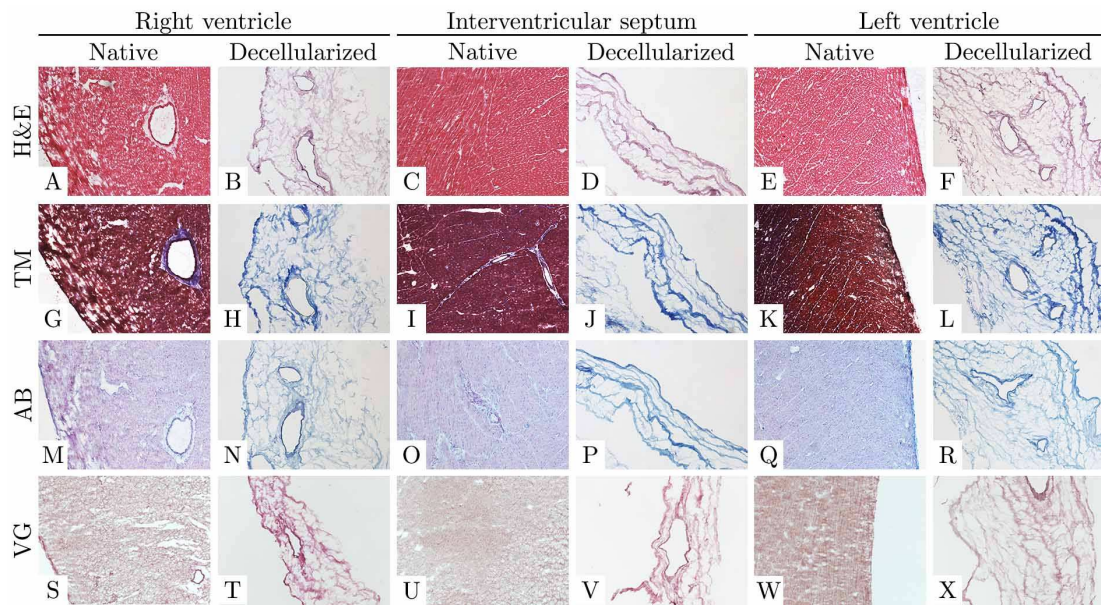 Right ventricle Interventricular septum Left ventricle
Native Decellularized Native Decellularized Native Decellularized
H&E A B C D E F
TM G H I J K L
AB M N O P Q R
VG S T U V W X